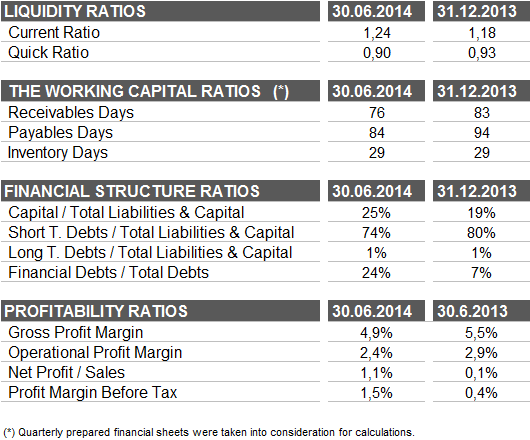 LIQUIDITY RATIOS 30.06.2014 31.12.2013
Current Ratio 1,24 1,18
Quick Ratio 0,90 0,93
THE WORKING CAPITAL RATIOS (*) 30.06.2014 31.12.2013
Receivables Days 76 83
Payables Days 84 94
Inventory Days 29 29
FINANCIAL STRUCTURE RATIOS 30.06.2014 31.12.2013
Capital / Total Liabilities & Capital 25% 19%
Short T. Debts / Total Liabilities & Capital 74% 80%
Long T. Debts / Total Liabilities & Capital 1% 1%
Financial Debts / Total Debts 24% 7%
PROFITABILITY RATIOS 30.06.2014 30.6.2013
Gross Profit Margin 4,9% 5,5%
Operational Profit Margin 2,4% 2,9%
Net Profit / Sales 1,1% 0,1%
Profit Margin Before Tax 1,5% 0,4%
(*) Quarterly prepared financial sheets were taken into consideration for calculations.